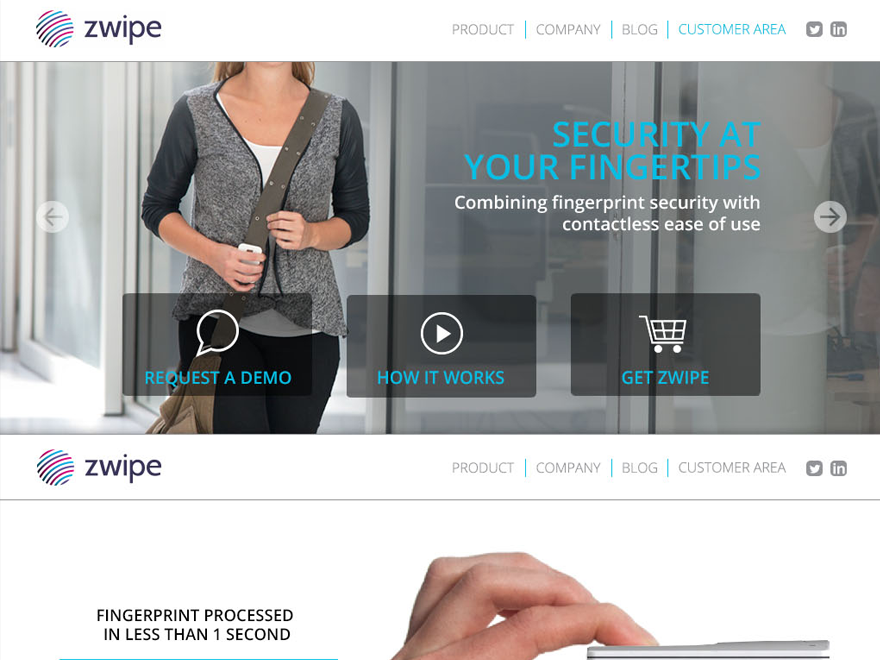 zwipe
PRODUCT COMPANY BLOG CUSTOMER AREA
SECURITY AT
YOUR FINGERTIPS
Combining fingerprint security with
contactless ease of use
REQUEST A DEMO HOW IT WORKS GET ZWIPE
zwipe
PRODUCT COMPANY BLOG CUSTOMER AREA
FINGERPRINT PROCESSED
IN LESS THAN 1 SECOND